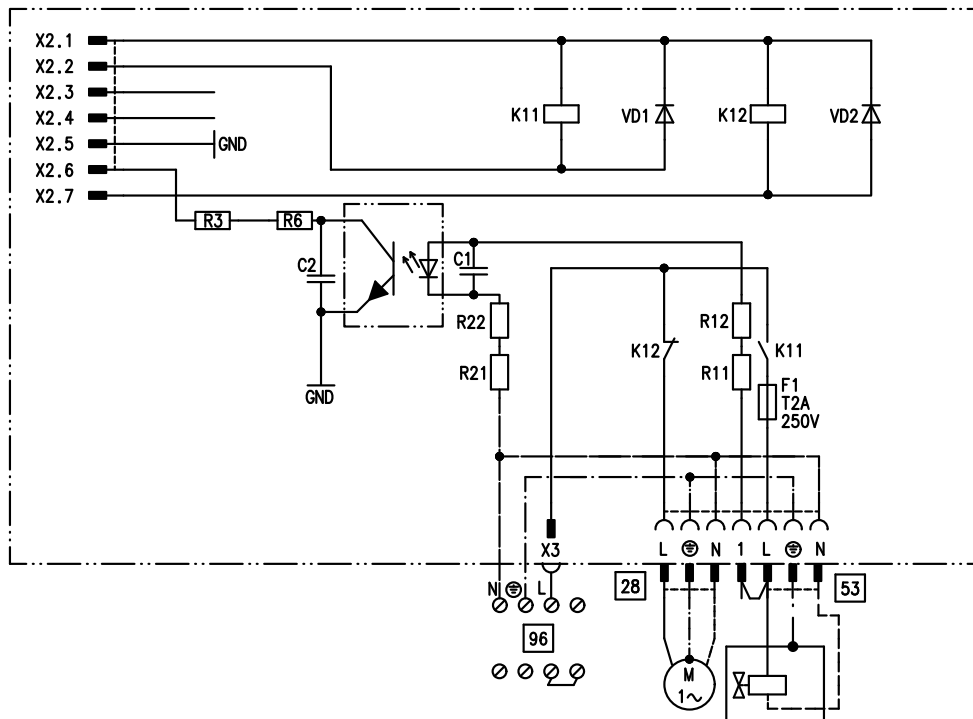 X2.1
X2.2
X2.3
X2.4
X2.5
X2.6
X2.7
GND
K11
VD1
K12
VD2
R3
R6
C2
C1
R22
R21
GND
R12
R11
K12
K11
F1
T2A
250V
X3
L
N
1
L
N
N
L
28
53
96
M
1~